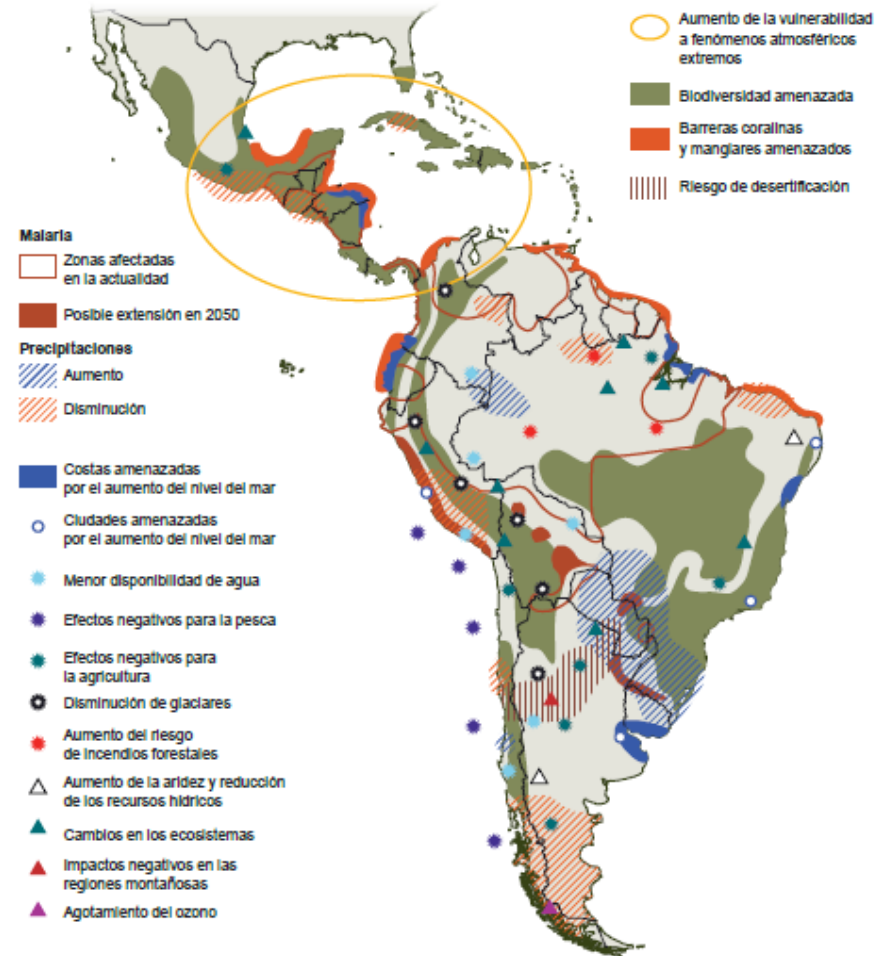 Aumento de la vulnerabilidad
a fenómenos atmosféricos
extremos
Biodiversidad amenazada
Barreras coralinas
y manglares amenazados
Riesgo de desertificación
Malaria
Zonas afectadas
en la actualidad
Posible extensión en 2050
Precipitaciones
Aumento
Disminución
Costas amenazadas
por el aumento del nivel del mar
Ciudades amenazadas
por el aumento del nivel del mar
Menor disponibilidad de agua
Efectos negativos para la pesca
Efectos negativos para
la agricultura
Disminución de glaciares
Aumento del riesgo
de incendios forestales
Aumento de la aridez y reducción
de los recursos hídricos
Cambios en los ecosistemas
Impactos negativos en las
regiones montañosas
Agotamiento del ozono